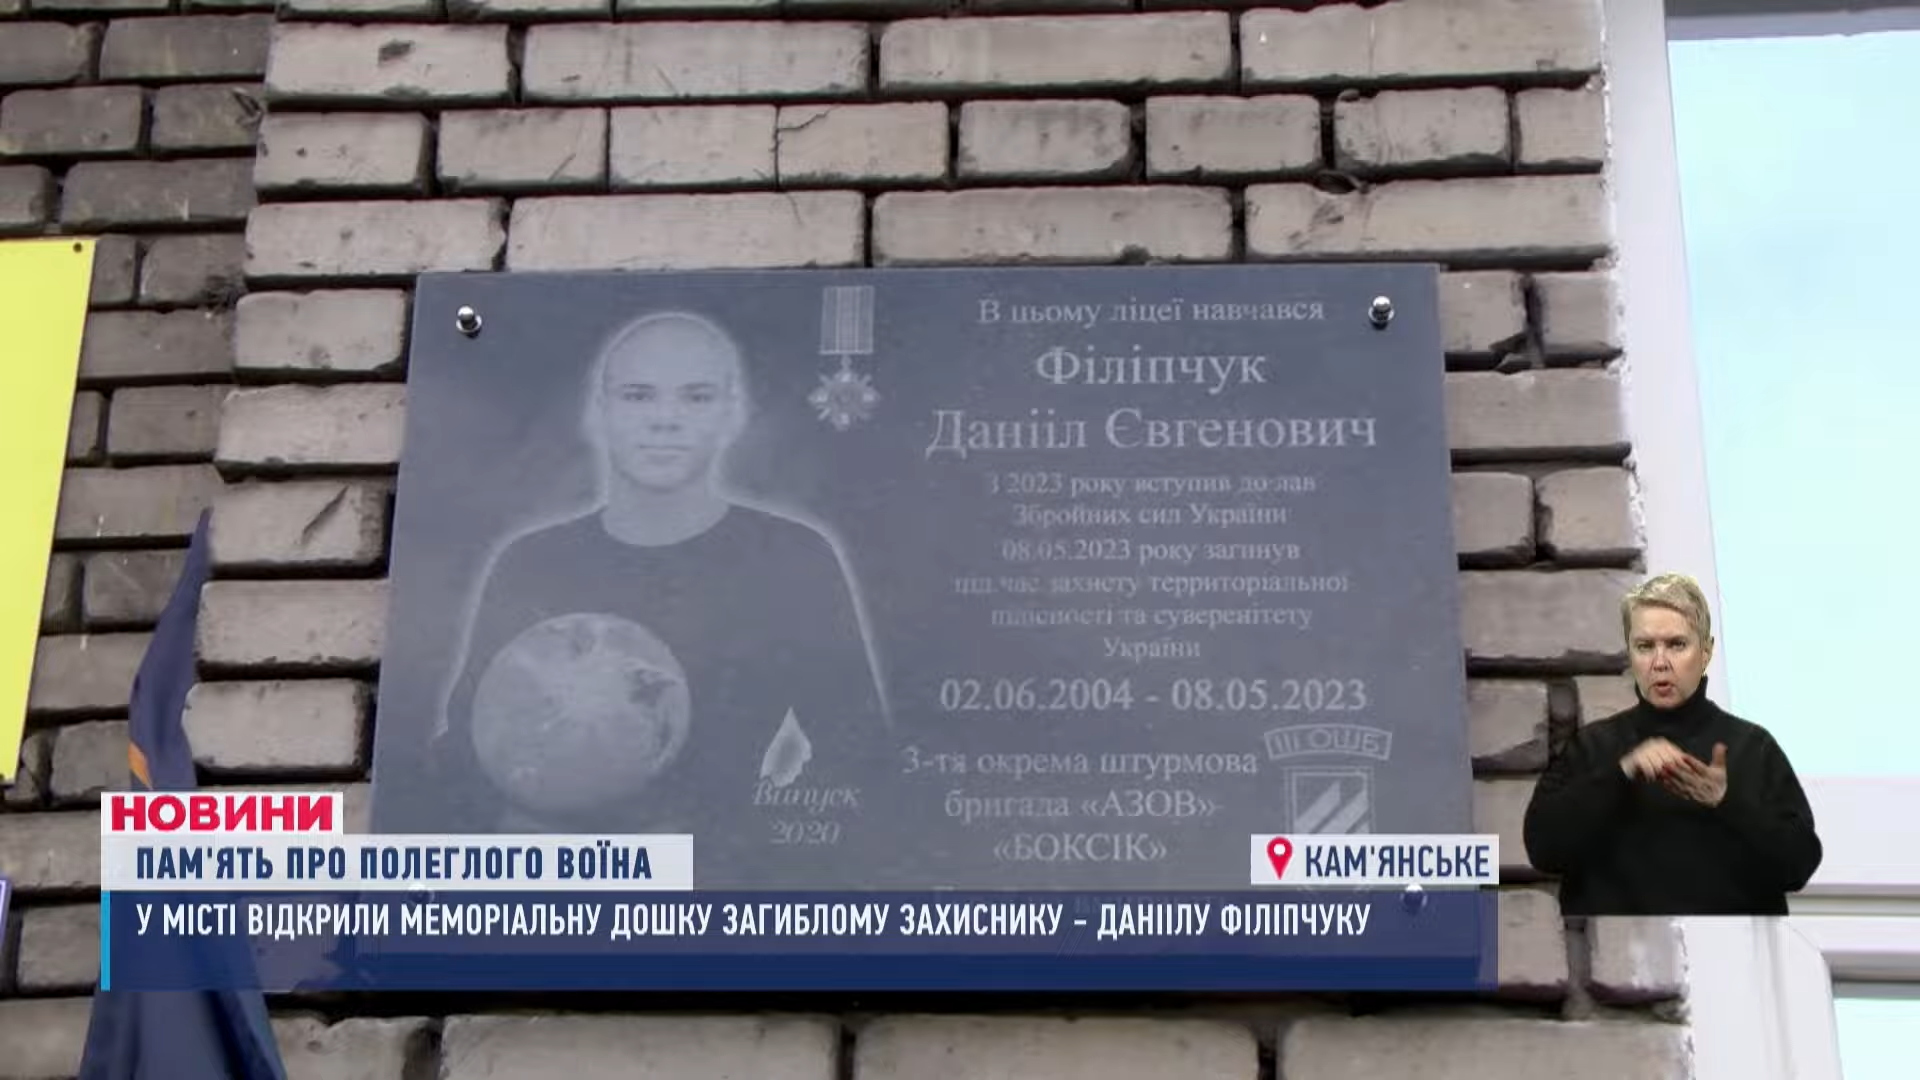 В цьому ліцеї навчався
Філіпчук
Данііл Євгенович
З 2023 року вступив до лав
Збройних сил України
08.05.2023 року загинув
під час захисту територіальної
цілісності та суверенітету
України
02.06.2004 - 08.05.2023
3-тя окрема штурмова
бригада «АЗОВ»
«БОКСІК»
ІІІ ОШБ
Випуск
2020
НОВИНИ
ПАМ'ЯТЬ ПРО ПОЛЕГЛОГО ВОЇНА
КАМ'ЯНСЬКЕ
У МІСТІ ВІДКРИЛИ МЕМОРІАЛЬНУ ДОШКУ ЗАГИБЛОМУ ЗАХИСНИКУ - ДАНІІЛУ ФІЛІПЧУКУ